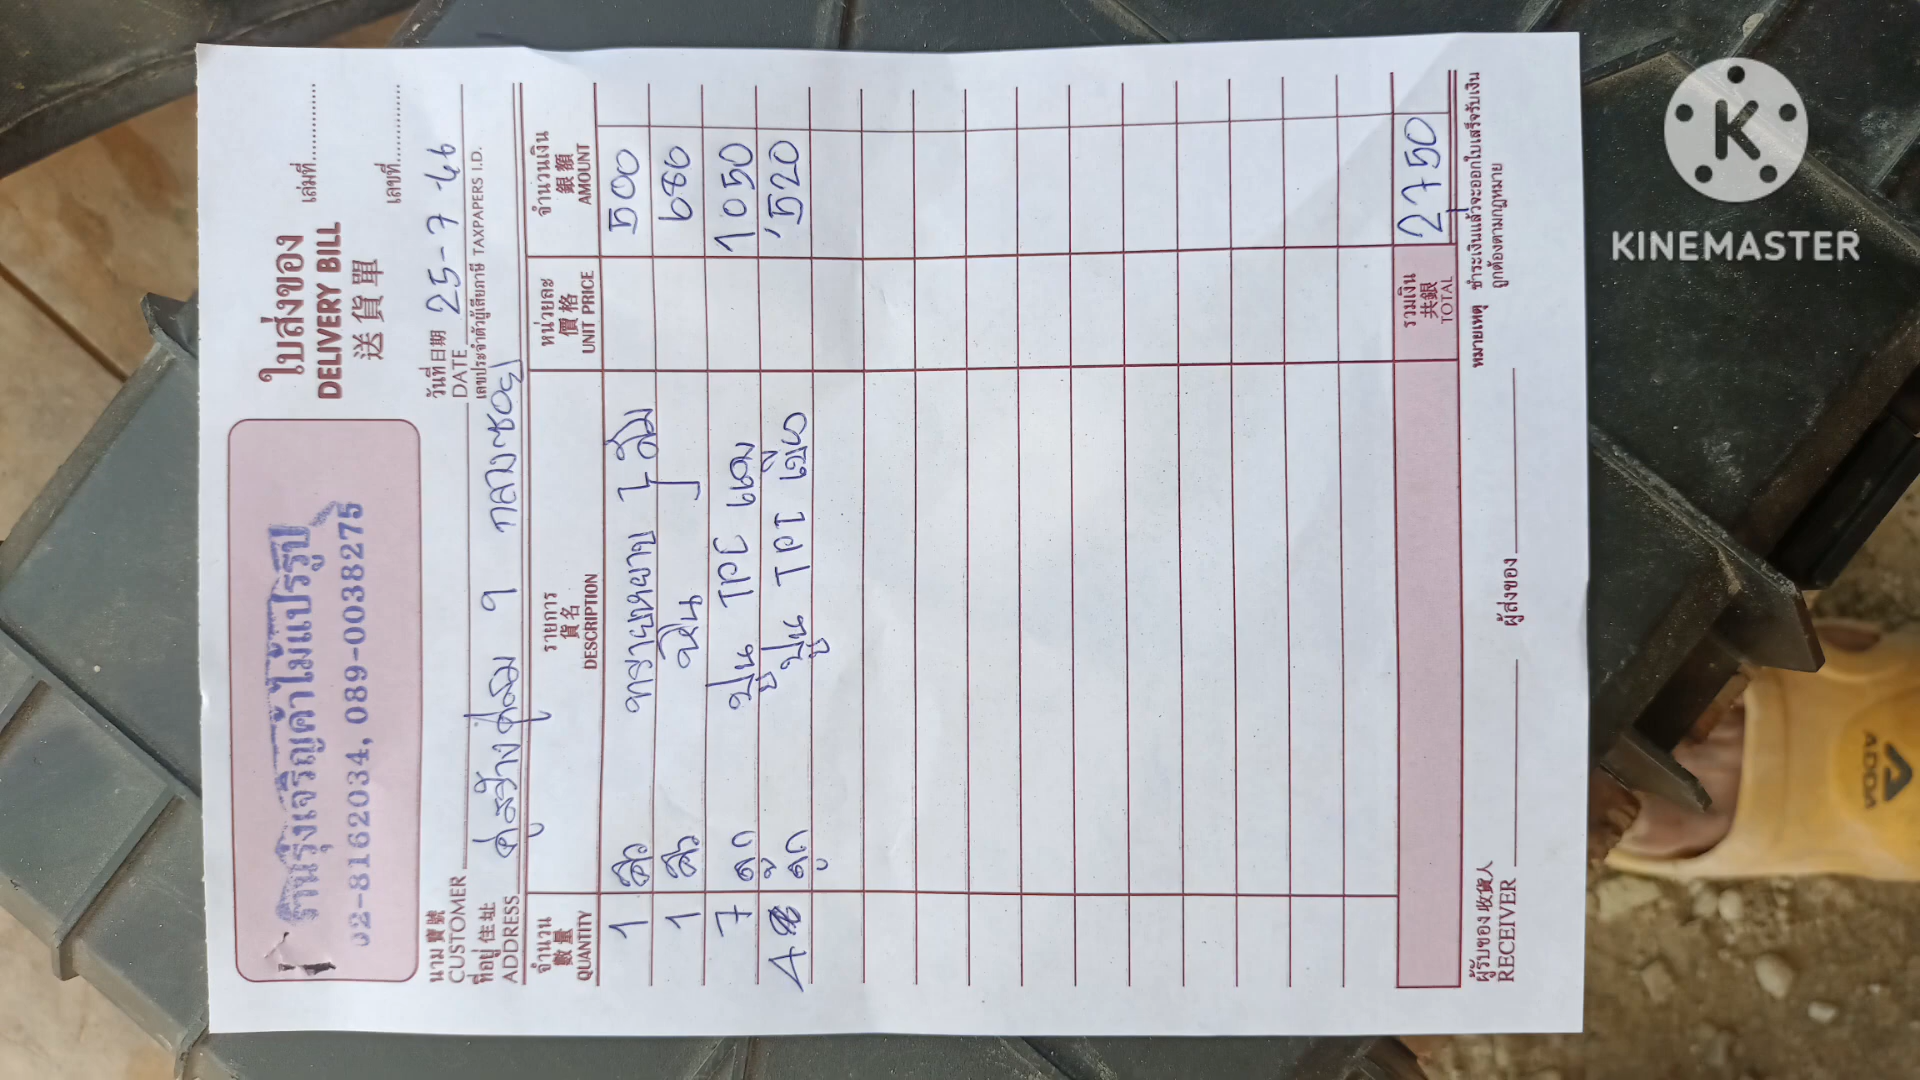 ร้านรุ่งเจริญค้าไม้แปรรูป
02-8162034, 089-0038275
ใบส่งของ
DELIVERY BILL
送貨單
เล่มที่
เลขที่
นาม寶號
CUSTOMER
วันที่日期
DATE 25-7-66
ที่อยู่住址
ADDRESS
เลขประจำตัวผู้เสียภาษี TAXPAPERS I.D.
จำนวน 數量 QUANTITY
รายการ 貨名 DESCRIPTION
หน่วยละ 價格 UNIT PRICE
จำนวนเงิน 銀額 AMOUNT
1 คิว ทรายหยาบ 500
1 คิว หิน 680
7 ลูก ปูน TPI แดง 1050
4 ลูก ปูน TPI เขียว 520
รวมเงิน 共銀 TOTAL 2750
หมายเหตุ ชำระเงินแล้วจะออกใบเสร็จรับเงิน
ถูกต้องตามกฎหมาย
ผู้รับของ 收貨人
RECEIVER
ผู้ส่งของ
KINEMASTER
ADDA